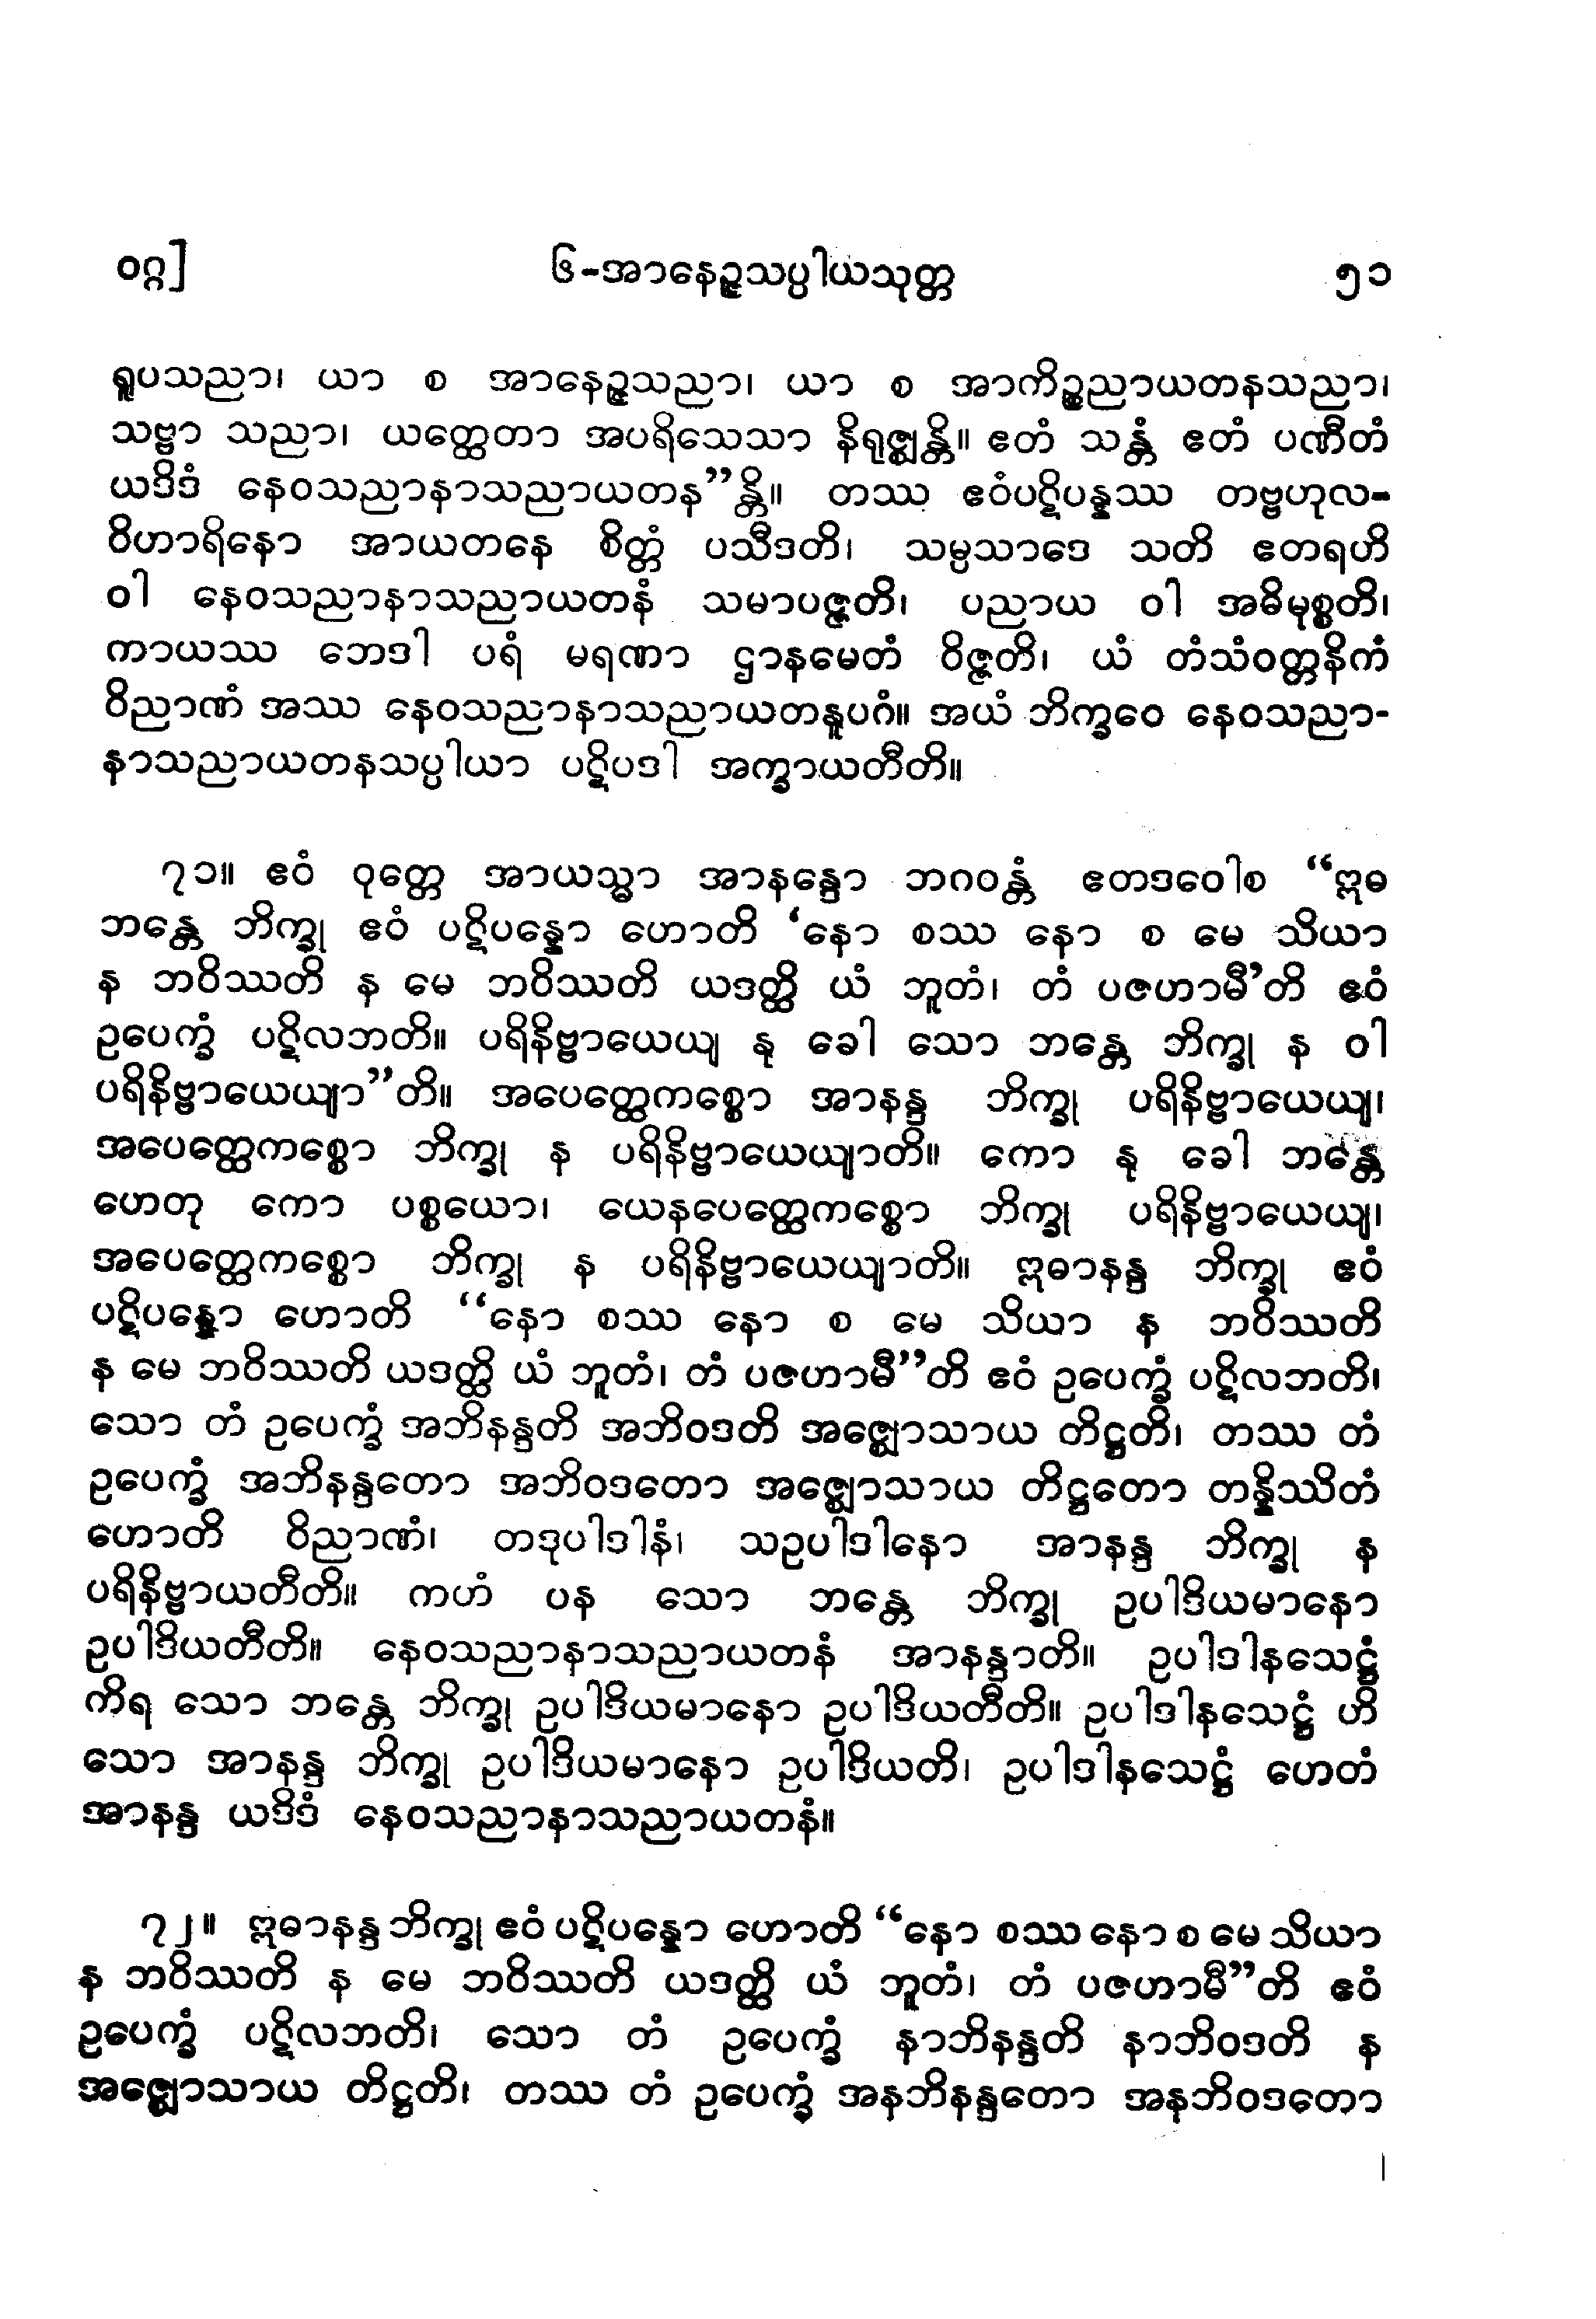 ဝဂ္ဂ]
၆-အာနေဉ္ဇသပ္ပါယသုတ္တ
၅၁
ရူပသညာ၊ ယာ စ အာနေဉ္ဇသညာ၊ ယာ စ အာကိဉ္စညာယတနသညာ၊
သဗ္ဗာ သညာ၊ ယတ္ထေတာ အပရိသေသာ နိရုဇ္ဈန္တိ။ ဧတံ သန္တံ ဧတံ ပဏီတံ
ယဒိဒံ နေဝသညာနာသညာယတန”န္တိ။ တဿ ဧဝံပဋိပန္နဿ တဗ္ဗဟုလ-
ဝိဟာရိနော အာယတနေ စိတ္တံ ပသီဒတိ၊ သမ္ပသာဒေ သတိ ဧတရဟိ
ဝါ နေဝသညာနာသညာယတနံ သမာပဇ္ဇတိ၊ ပညာယ ဝါ အဓိမုစ္စတိ၊
ကာယဿ ဘေဒါ ပရံ မရဏာ ဌာနမေတံ ဝိဇ္ဇတိ၊ ယံ တံသံဝတ္တနိကံ
ဝိညာဏံ အဿ နေဝသညာနာသညာယတနူပဂံ။ အယံ ဘိက္ခဝေ နေဝသညာ-
နာသညာယတနသပ္ပါယာ ပဋိပဒါ အက္ခာယတီတိ။
၇၁။ ဧဝံ ဝုတ္တေ အာယသ္မာ အာနန္ဒော ဘဂဝန္တံ ဧတဒဝေါစ “ဣဓ
ဘန္တေ ဘိက္ခု ဧဝံ ပဋိပန္နော ဟောတိ ‘နော စဿ နော စ မေ သိယာ
န ဘဝိဿတိ န မေ ဘဝိဿတိ ယဒတ္ထိ ယံ ဘူတံ၊ တံ ပဇဟာမီ’တိ ဧဝံ
ဥပေက္ခံ ပဋိလဘတိ။ ပရိနိဗ္ဗာယေယျ နု ခေါ သော ဘန္တေ ဘိက္ခု န ဝါ
ပရိနိဗ္ဗာယေယျာ”တိ။ အပေတ္ထေကစ္စော အာနန္ဒ ဘိက္ခု ပရိနိဗ္ဗာယေယျ၊
အပေတ္ထေကစ္စော ဘိက္ခု န ပရိနိဗ္ဗာယေယျာတိ။ ကော နု ခေါ ဘန္တေ
ဟေတု ကော ပစ္စယော၊ ယေနပေတ္ထေကစ္စော ဘိက္ခု ပရိနိဗ္ဗာယေယျ၊
အပေတ္ထေကစ္စော ဘိက္ခု န ပရိနိဗ္ဗာယေယျာတိ။ ဣဓာနန္ဒ ဘိက္ခု ဧဝံ
ပဋိပန္နော ဟောတိ “နော စဿ နော စ မေ သိယာ န ဘဝိဿတိ
န မေ ဘဝိဿတိ ယဒတ္ထိ ယံ ဘူတံ၊ တံ ပဇဟာမီ”တိ ဧဝံ ဥပေက္ခံ ပဋိလဘတိ၊
သော တံ ဥပေက္ခံ အဘိနန္ဒတိ အဘိဝဒတိ အဇ္ဈောသာယ တိဋ္ဌတိ၊ တဿ တံ
ဥပေက္ခံ အဘိနန္ဒတော အဘိဝဒတော အဇ္ဈောသာယ တိဋ္ဌတော တန္နိဿိတံ
ဟောတိ ဝိညာဏံ၊ တဒုပါဒါနံ၊ သဥပါဒါနော အာနန္ဒ ဘိက္ခု န
ပရိနိဗ္ဗာယတီတိ။ ကဟံ ပန သော ဘန္တေ ဘိက္ခု ဥပါဒိယမာနော
ဥပါဒိယတီတိ။ နေဝသညာနာသညာယတနံ အာနန္ဒာတိ။ ဥပါဒါနသေဋ္ဌံ
ကိရ သော ဘန္တေ ဘိက္ခု ဥပါဒိယမာနော ဥပါဒိယတီတိ။ ဥပါဒါနသေဋ္ဌံ ဟိ
သော အာနန္ဒ ဘိက္ခု ဥပါဒိယမာနော ဥပါဒိယတိ၊ ဥပါဒါနသေဋ္ဌံ ဟေတံ
အာနန္ဒ ယဒိဒံ နေဝသညာနာသညာယတနံ။
၇၂။ ဣဓာနန္ဒ ဘိက္ခု ဧဝံ ပဋိပန္နော ဟောတိ “နော စဿ နော စ မေ သိယာ
န ဘဝိဿတိ န မေ ဘဝိဿတိ ယဒတ္ထိ ယံ ဘူတံ၊ တံ ပဇဟာမီ”တိ ဧဝံ
ဥပေက္ခံ ပဋိလဘတိ၊ သော တံ ဥပေက္ခံ နာဘိနန္ဒတိ နာဘိဝဒတိ န
အဇ္ဈောသာယ တိဋ္ဌတိ၊ တဿ တံ ဥပေက္ခံ အနဘိနန္ဒတော အနဘိဝဒတော